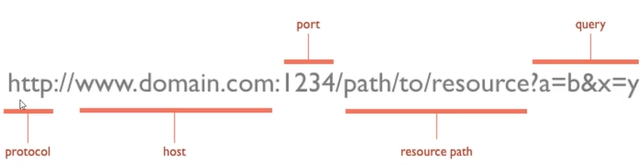 port
query
http://www.domain.com:1234/path/to/resource?a=b&x=y
protocol
host
resource path